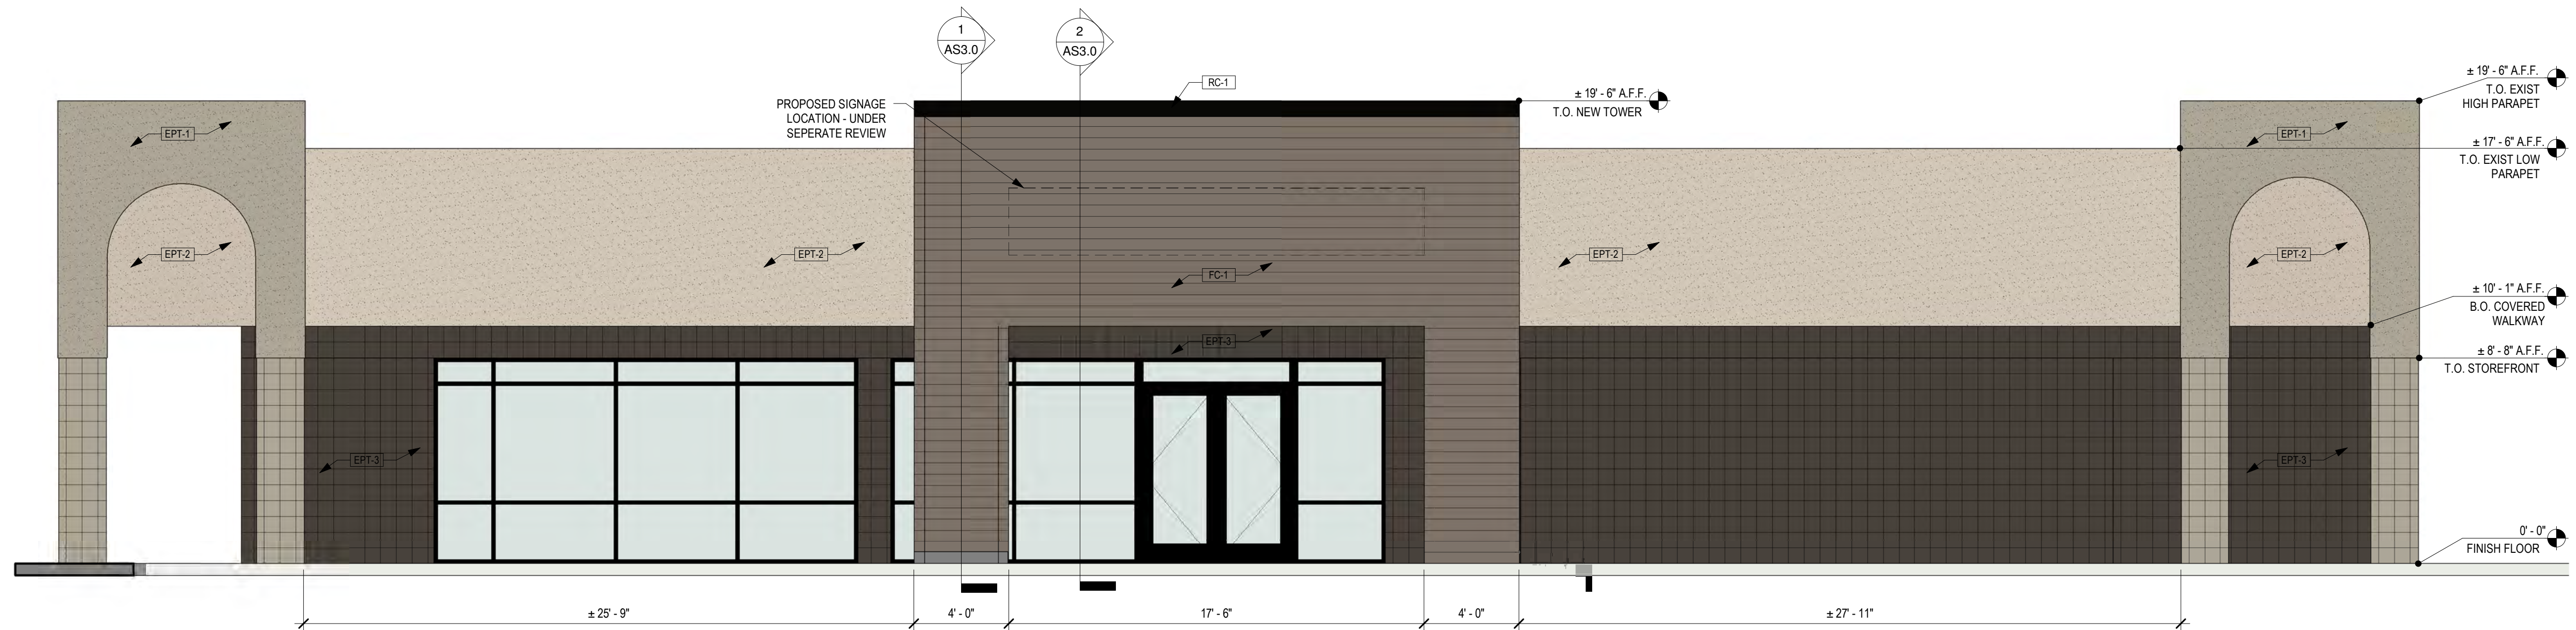 1
AS3.0
2
AS3.0
RC-1
PROPOSED SIGNAGE
LOCATION - UNDER
SEPERATE REVIEW
± 19' - 6" A.F.F.
T.O. NEW TOWER
± 19' - 6" A.F.F.
T.O. EXIST
HIGH PARAPET
EPT-1
EPT-1
± 17' - 6" A.F.F.
T.O. EXIST LOW
PARAPET
EPT-2
EPT-2
EPT-2
EPT-2
FC-1
± 10' - 1" A.F.F.
B.O. COVERED
WALKWAY
EPT-3
± 8' - 8" A.F.F.
T.O. STOREFRONT
EPT-3
EPT-3
0' - 0"
FINISH FLOOR
± 25' - 9"
4' - 0"
17' - 6"
4' - 0"
± 27' - 11"